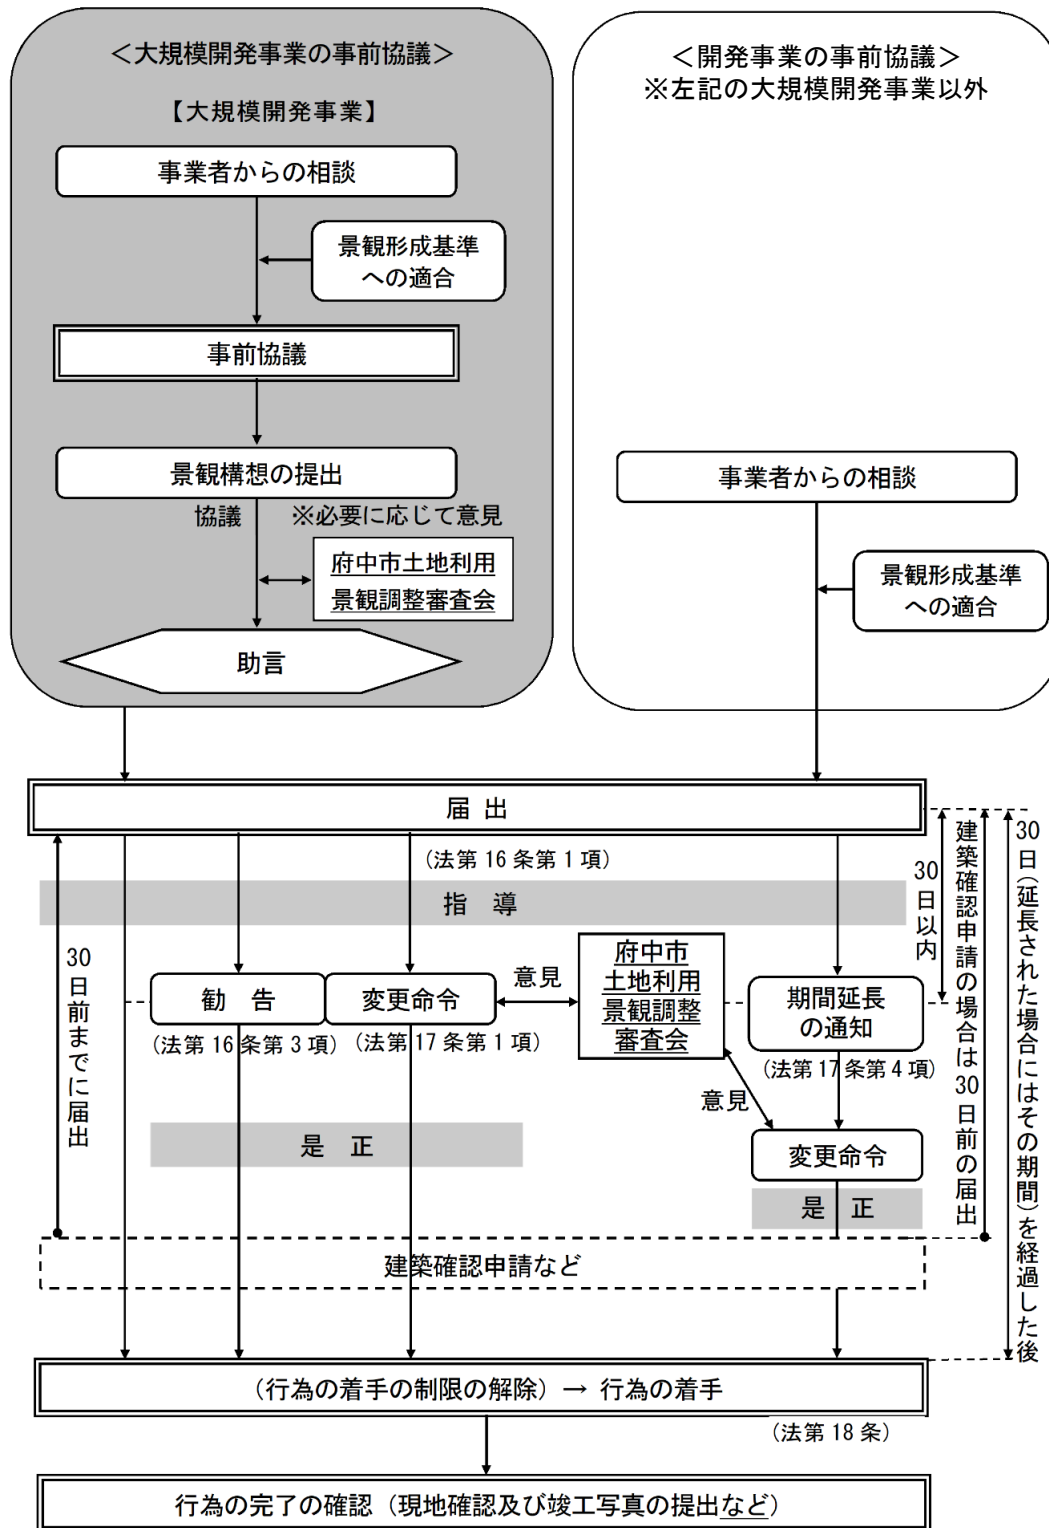 ＜大規模開発事業の事前協議＞
【大規模開発事業】
事業者からの相談
景観形成基準
への適合
事前協議
景観構想の提出
協議
※必要に応じて意見
府中市土地利用
景観調整審査会
助言
＜開発事業の事前協議＞
※左記の大規模開発事業以外
事業者からの相談
景観形成基準
への適合
届 出
(法第 16 条第 1 項)
指 導
30日前までに届出
勧 告
(法第 16 条第 3 項)
変更命令
(法第 17 条第 1 項)
意見
府中市
土地利用
景観調整
審査会
期間延長
の通知
(法第 17 条第 4 項)
意見
変更命令
是 正
是 正
30日以内
建築確認申請の場合は30日前の届出
30日(延長された場合にはその期間)を経過した後
建築確認申請など
(行為の着手の制限の解除) → 行為の着手
(法第 18 条)
行為の完了の確認（現地確認及び竣工写真の提出など）